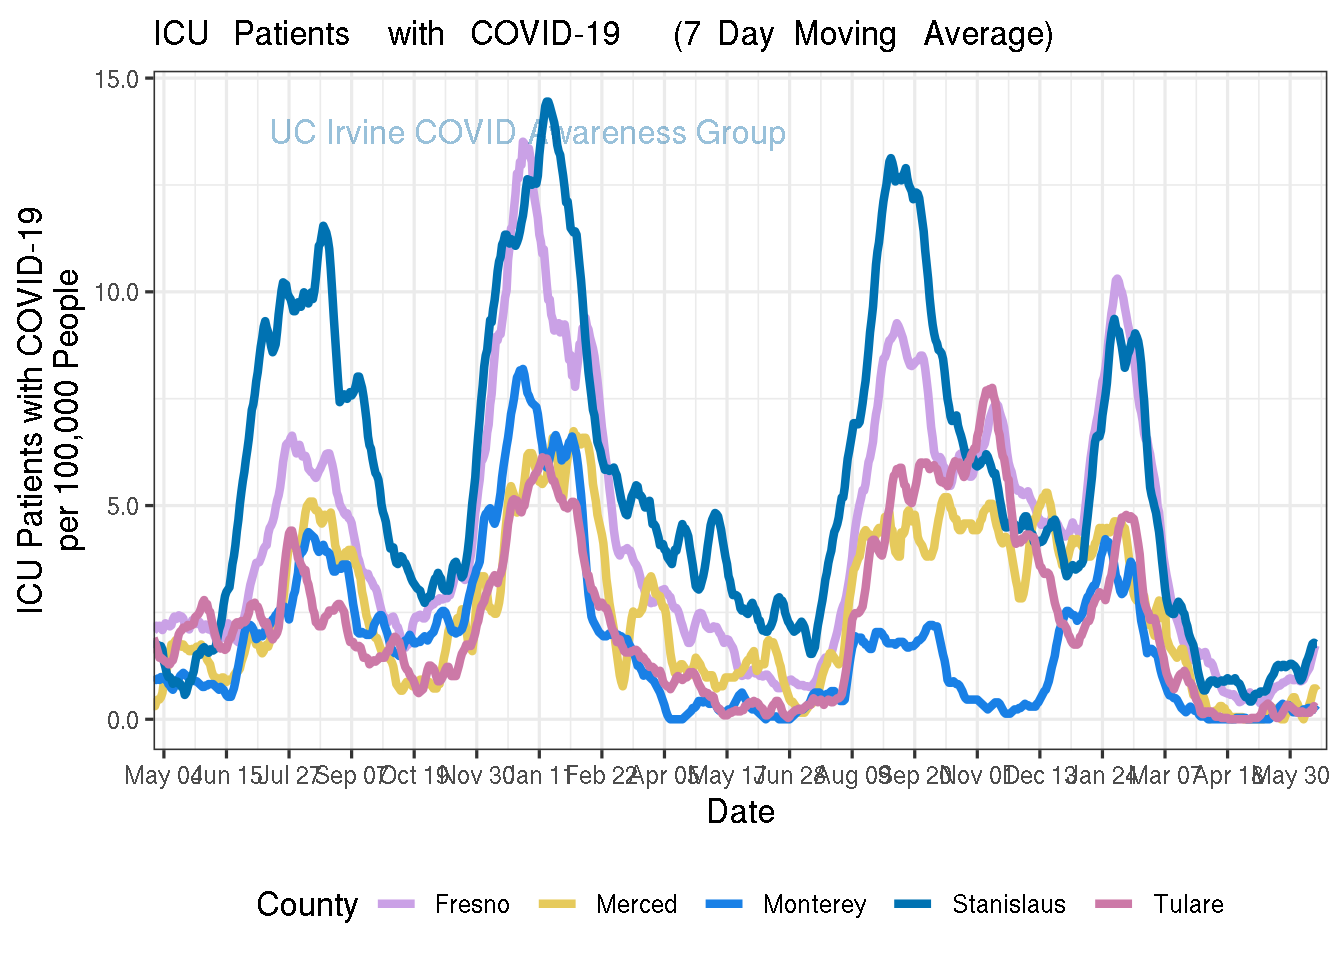 ICU Patients with COVID-19 (7 Day Moving Average)
ICU Patients with COVID-19
per 100,000 People
15.0
10.0
5.0
0.0
UC Irvine COVID Awareness Group
May 04 Jun 15 Jul 27 Sep 07 Oct 19 Nov 30 Jan 11 Feb 22 Apr 05 May 17 Jun 28 Aug 09 Sep 20 Nov 01 Dec 13 Jan 24 Mar 07 Apr 18 May 30
Date
County Fresno Merced Monterey Stanislaus Tulare